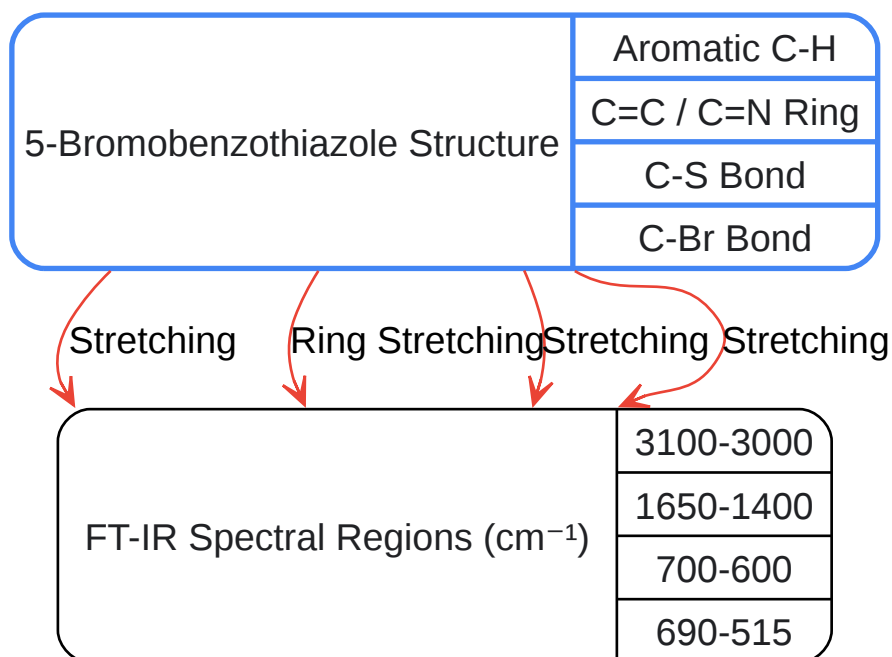 5-Bromobenzothiazole Structure
Aromatic C-H
C=C / C=N Ring
C-S Bond
C-Br Bond
Stretching
Ring Stretching
Stretching
Stretching
FT-IR Spectral Regions (cm⁻¹)
3100-3000
1650-1400
700-600
690-515